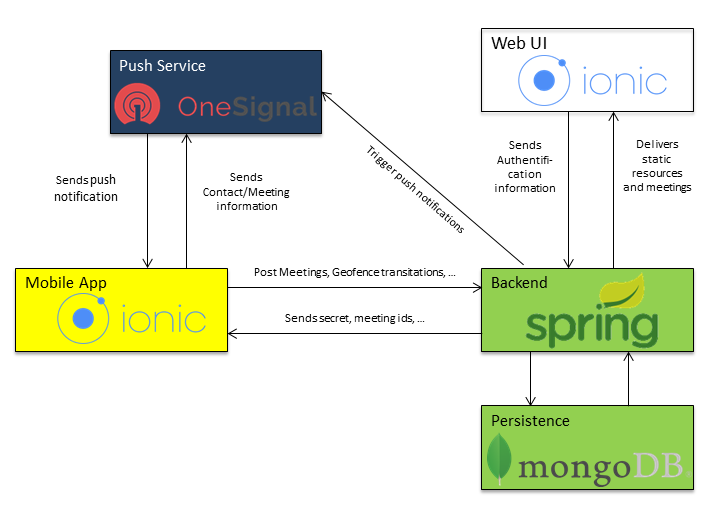 Push Service
OneSignal
Web UI
ionic
Sends push
notification
Sends
Contact/Meeting
information
Trigger push notifications
Sends
Authentifi-
cation
information
Delivers
static
resources
and meetings
Mobile App
ionic
Post Meetings, Geofence transitations, ...
Sends secret, meeting ids, ...
Backend
spring
Persistence
mongoDB